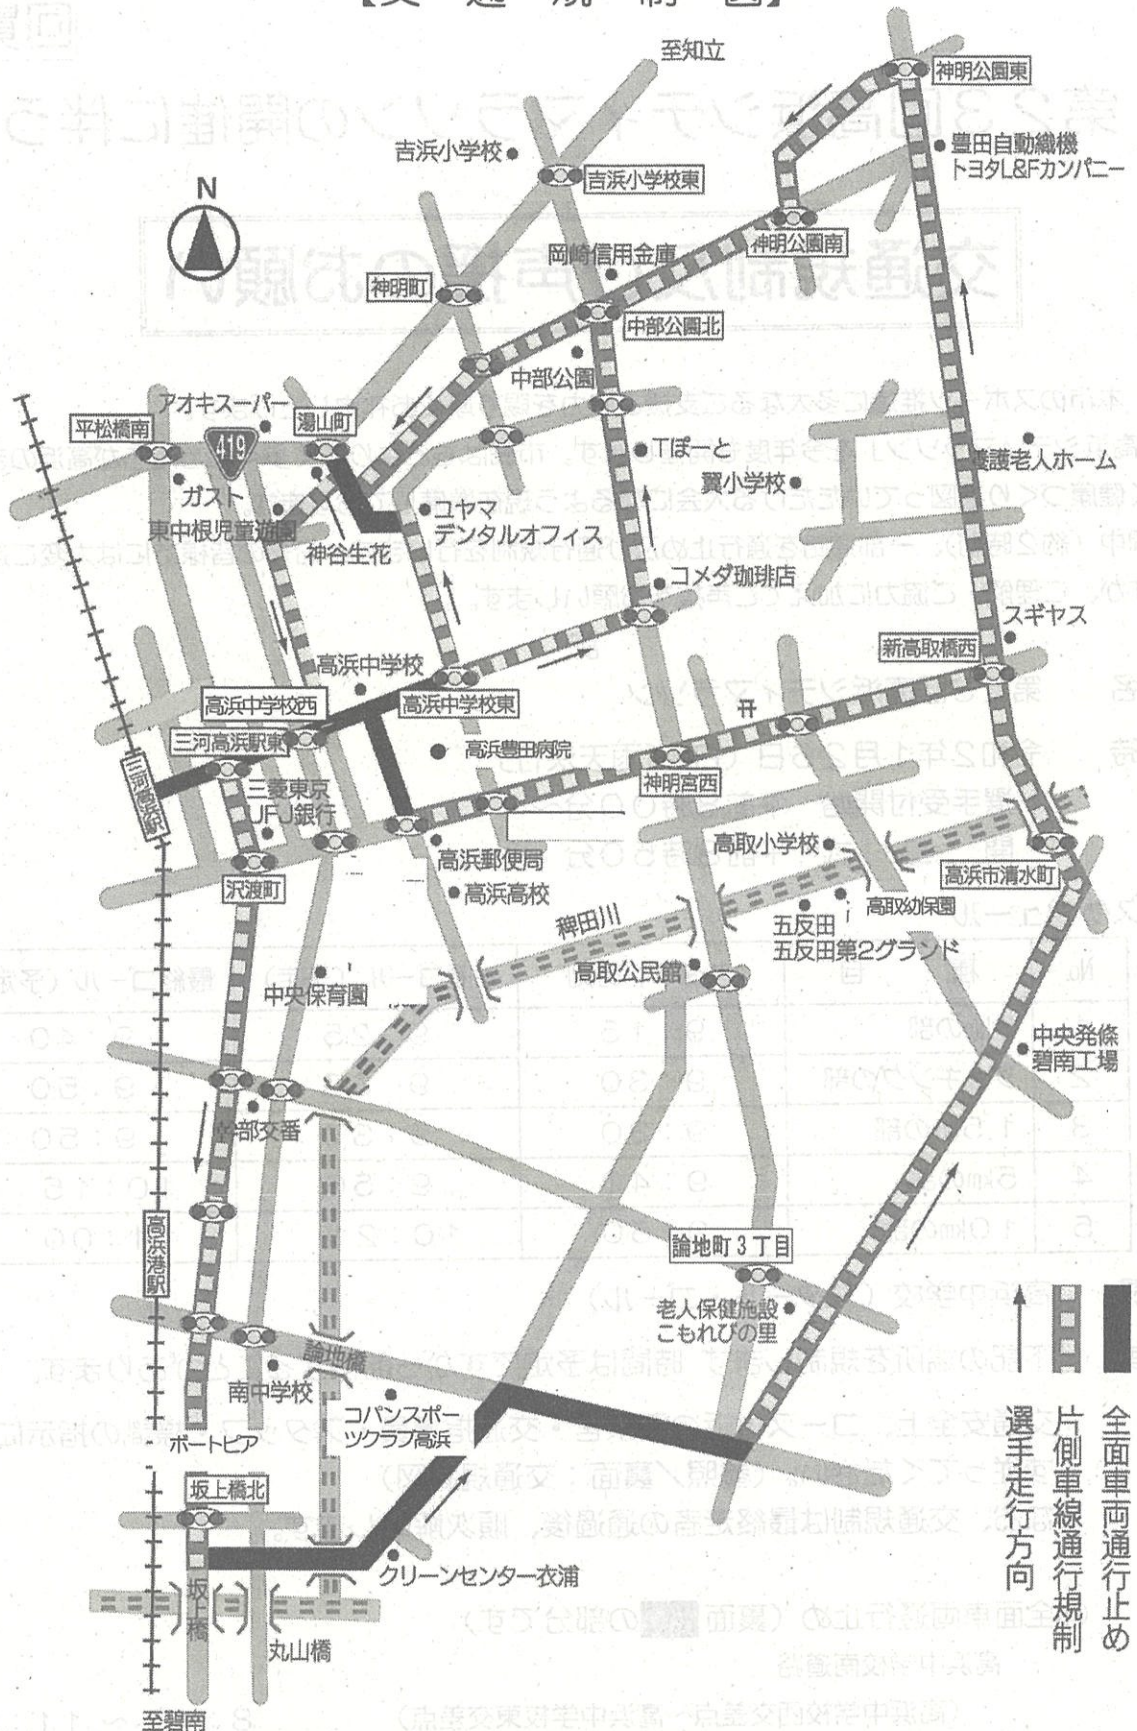 【交通規制図】
至知立
神明公園東
豊田自動織機
トヨタL&Fカンパニー
吉浜小学校
吉浜小学校東
N
神明公園南
岡崎信用金庫
神明町
中部公園北
中部公園
アオキスーパー
湯山町
平松橋南
419
Tぽーと
養護老人ホーム
翼小学校
ガスト
東中根児童遊園
コヤマ
デンタルオフィス
神谷生花
コメダ珈琲店
スギヤス
新高取橋西
高浜中学校
高浜中学校西
高浜中学校東
三河高浜駅東
高浜豊田病院
三河高浜駅
三菱東京
UFJ銀行
神明宮西
高取小学校
高浜郵便局
高浜市清水町
沢渡町
高浜高校
高取幼保園
稗田川
五反田
五反田第2グランド
高取公民館
中央保育園
中央発條
碧南工場
幹部交番
高浜港駅
論地町3丁目
老人保健施設
こもれびの里
論地橋
南中学校
コパンスポー
ツクラブ高浜
ボートピア
坂上橋北
クリーンセンター衣浦
坂上橋
丸山橋
至碧南
全面車両通行止め
片側車線通行規制
選手走行方向